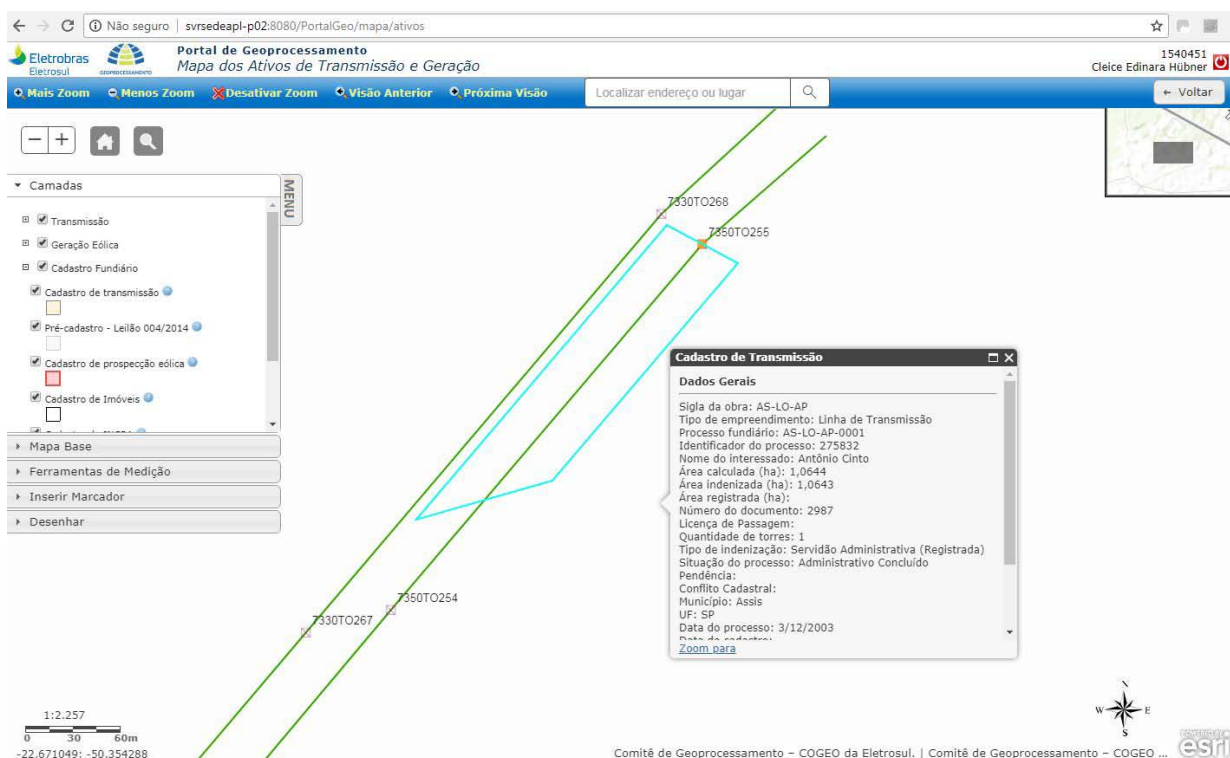 Não seguro | svrsedeapl-p02:8080/PortalGeo/mapa/ativos
Eletrobras
Eletrosul
GEOPROCESSAMENTO
Portal de Geoprocessamento
Mapa dos Ativos de Transmissão e Geração
1540451
Cleice Edinara Hübner
Mais Zoom Menos Zoom Desativar Zoom Visão Anterior Próxima Visão Localizar endereço ou lugar ← Voltar
− +
Camadas
MENU
Transmissão
Geração Eólica
Cadastro Fundiário
Cadastro de transmissão
Pré-cadastro - Leilão 004/2014
Cadastro de prospecção eólica
Cadastro de Imóveis
Mapa Base
Ferramentas de Medição
Inserir Marcador
Desenhar
7330TO268
7350TO255
7350TO254
7330TO267
Cadastro de Transmissão
Dados Gerais
Sigla da obra: AS-LO-AP
Tipo de empreendimento: Linha de Transmissão
Processo fundiário: AS-LO-AP-0001
Identificador do processo: 275832
Nome do interessado: Antônio Cinto
Área calculada (ha): 1,0644
Área indenizada (ha): 1,0643
Área registrada (ha):
Número do documento: 2987
Licença de Passagem:
Quantidade de torres: 1
Tipo de indenização: Servidão Administrativa (Registrada)
Situação do processo: Administrativo Concluído
Pendência:
Conflito Cadastral:
Município: Assis
UF: SP
Data do processo: 3/12/2003
Data do cadastro:
Zoom para
1:2.257
0 30 60m
-22.671049; -50.354288
N
W E
S
Comitê de Geoprocessamento – COGEO da Eletrosul. | Comitê de Geoprocessamento – COGEO ...
esri